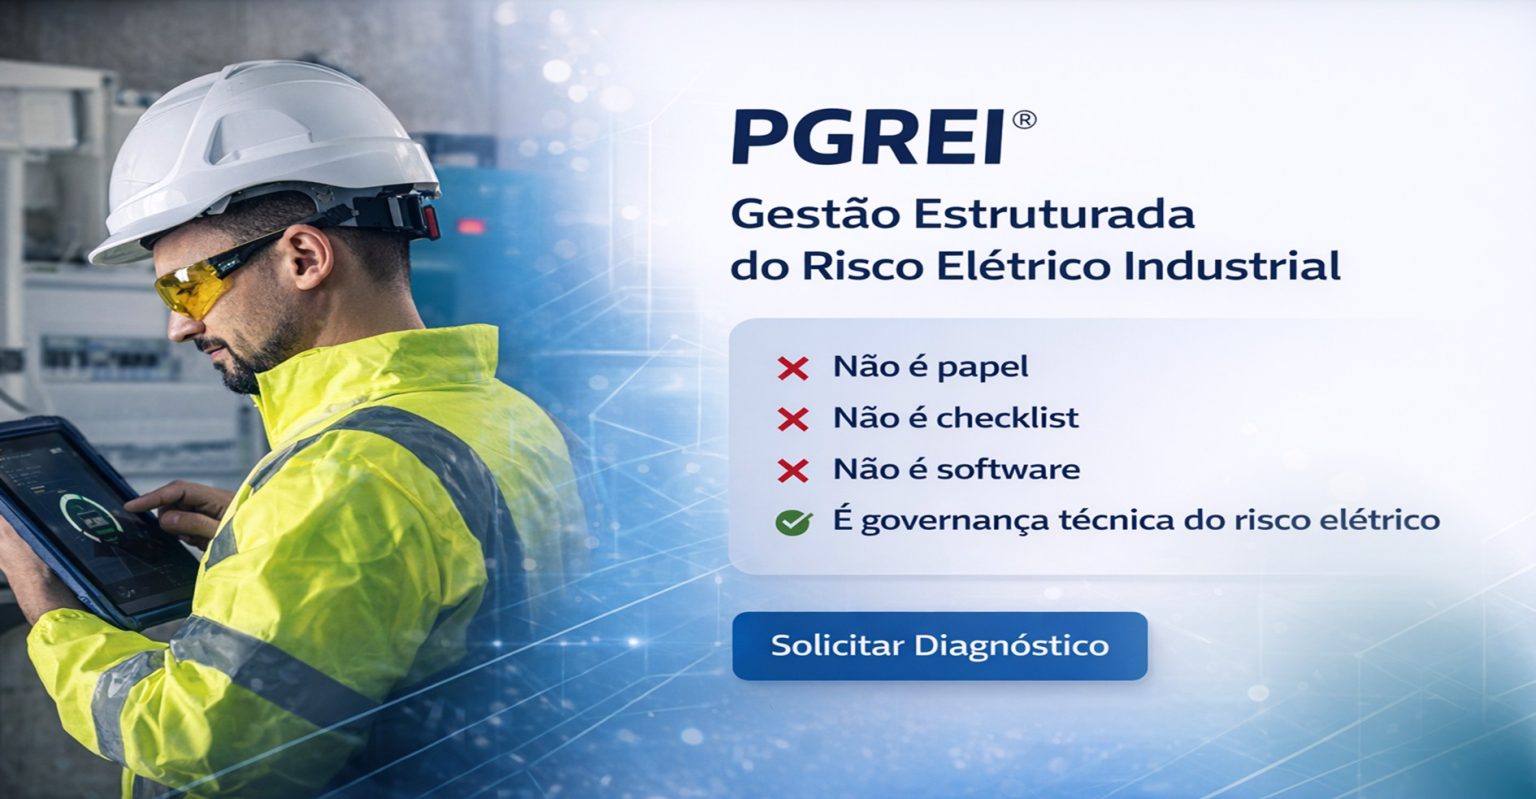 PGREI®
Gestão Estruturada
do Risco Elétrico Industrial
Não é papel
Não é checklist
Não é software
É governança técnica do risco elétrico
Solicitar Diagnóstico